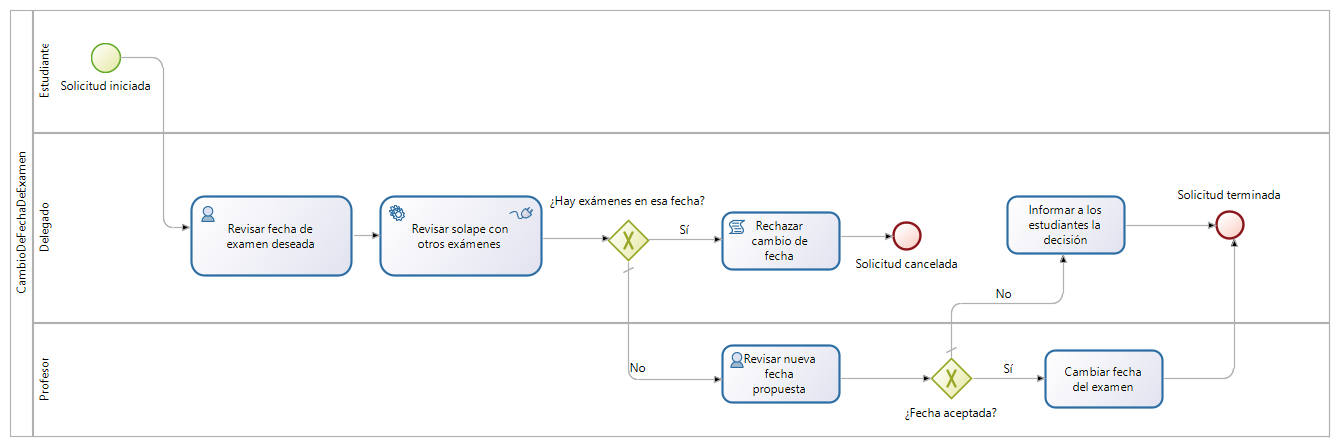 CambioDeFechaDeExamen
Estudiante
Solicitud iniciada
Delegado
Revisar fecha de
examen deseada
Revisar solape con
otros exámenes
¿Hay exámenes en esa fecha?
Sí
Rechazar
cambio de
fecha
Solicitud cancelada
Informar a los
estudiantes la
decisión
Solicitud terminada
No
Profesor
No
Revisar nueva
fecha
propuesta
¿Fecha aceptada?
Sí
Cambiar fecha
del examen